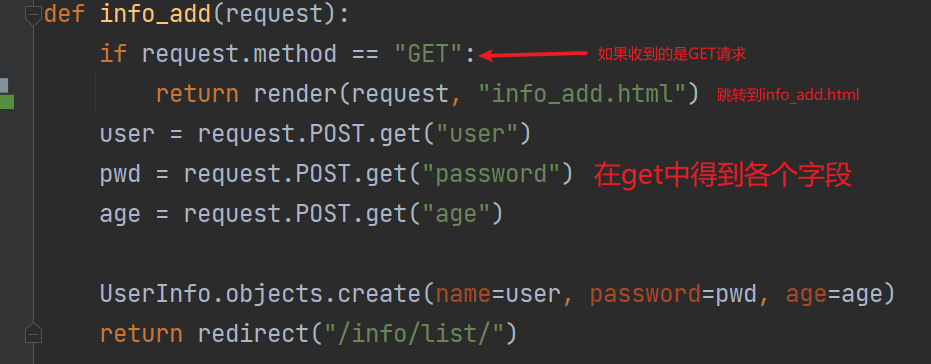 def info_add(request):
if request.method == "GET": 如果收到的是GET请求
return render(request, "info_add.html") 跳转到info_add.html
user = request.POST.get("user")
pwd = request.POST.get("password") 在get中得到各个字段
age = request.POST.get("age")
UserInfo.objects.create(name=user, password=pwd, age=age)
return redirect("/info/list/")